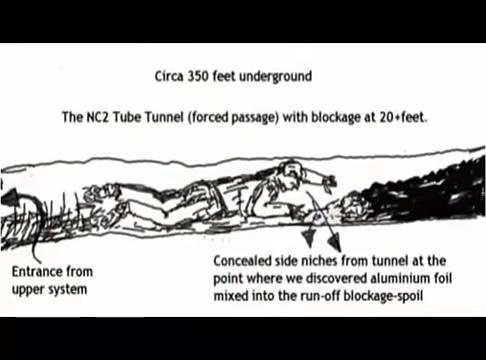 Circa 350 feet underground
The NC2 Tube Tunnel (forced passage) with blockage at 20+feet.
Entrance from
upper system
Concealed side niches from tunnel at the
point where we discovered aluminium foil
mixed into the run-off blockage-spoil